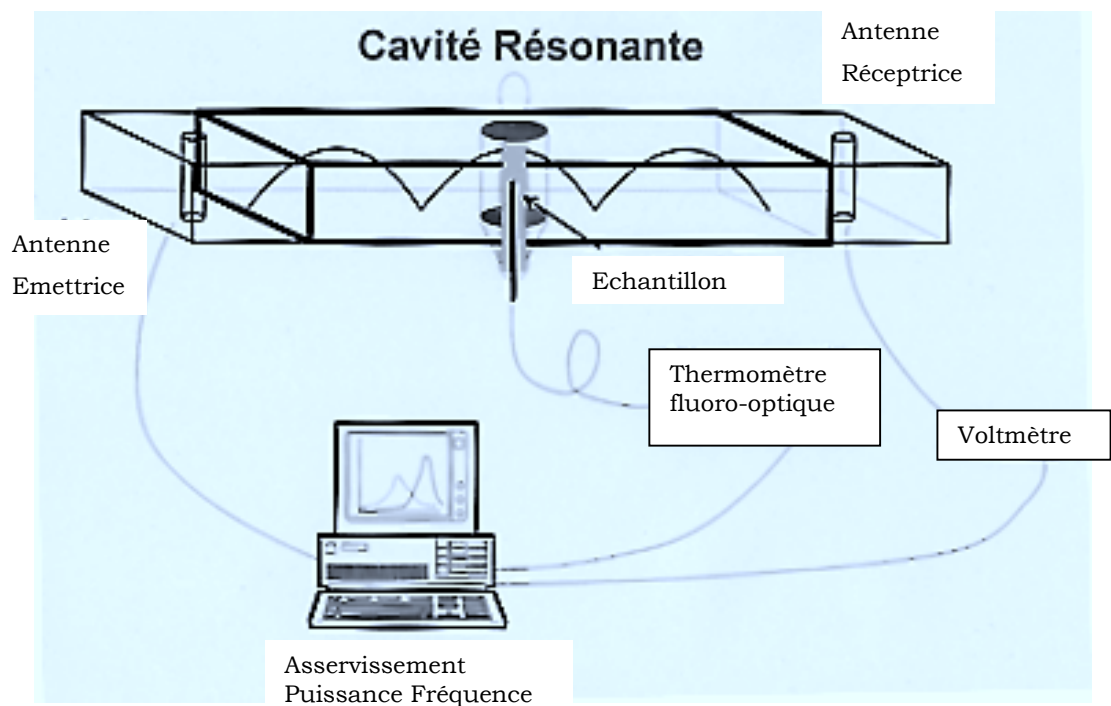 Cavité Résonante
Antenne
Réceptrice
Antenne
Emettrice
Echantillon
Thermomètre
fluoro-optique
Voltmètre
Asservissement
Puissance Fréquence